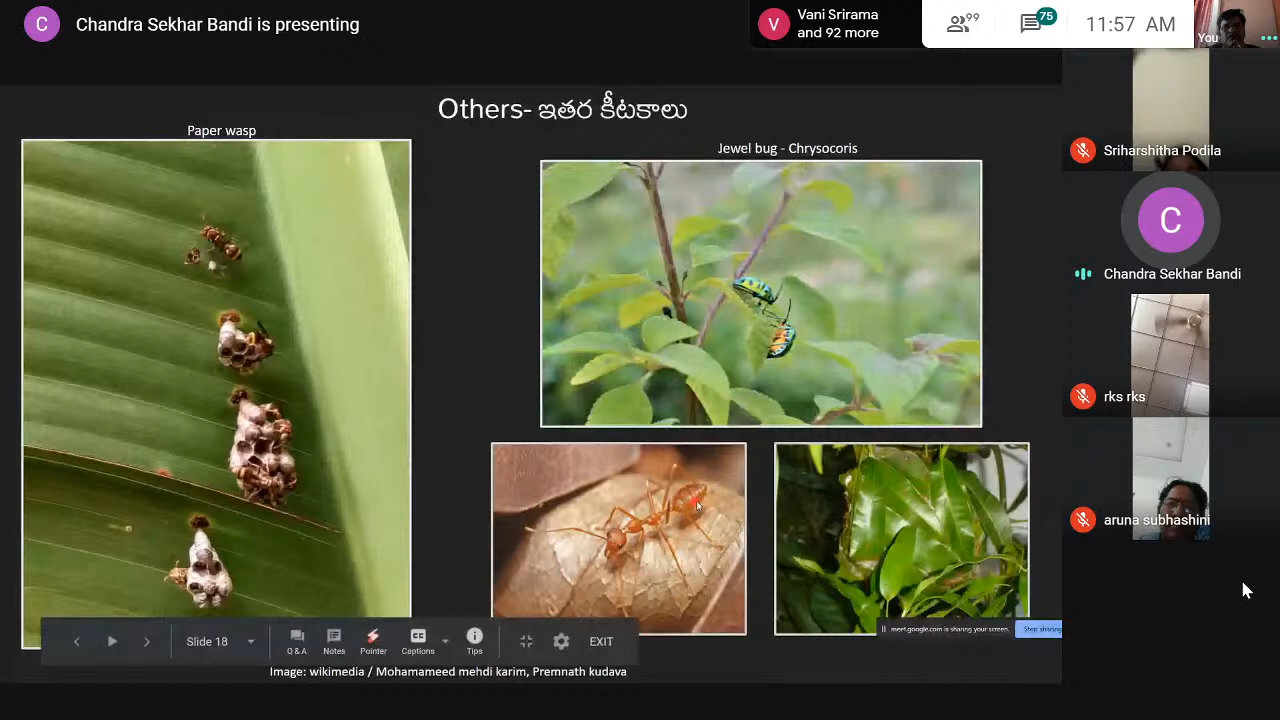 C Chandra Sekhar Bandi is presenting
V Vani Srirama
and 92 more
99
75
11:57 AM
You
Others- ఇతర కీటకాలు
Paper wasp
Jewel bug - Chrysocoris
Sriharshitha Podila
C
Chandra Sekhar Bandi
rks rks
aruna subhashini
meet.google.com is sharing your screen.
Stop sharing
Slide 18
Q & A
Notes
Pointer
CC
Captions
Tips
EXIT
Image: wikimedia / Mohamameed mehdi karim, Premnath kudava